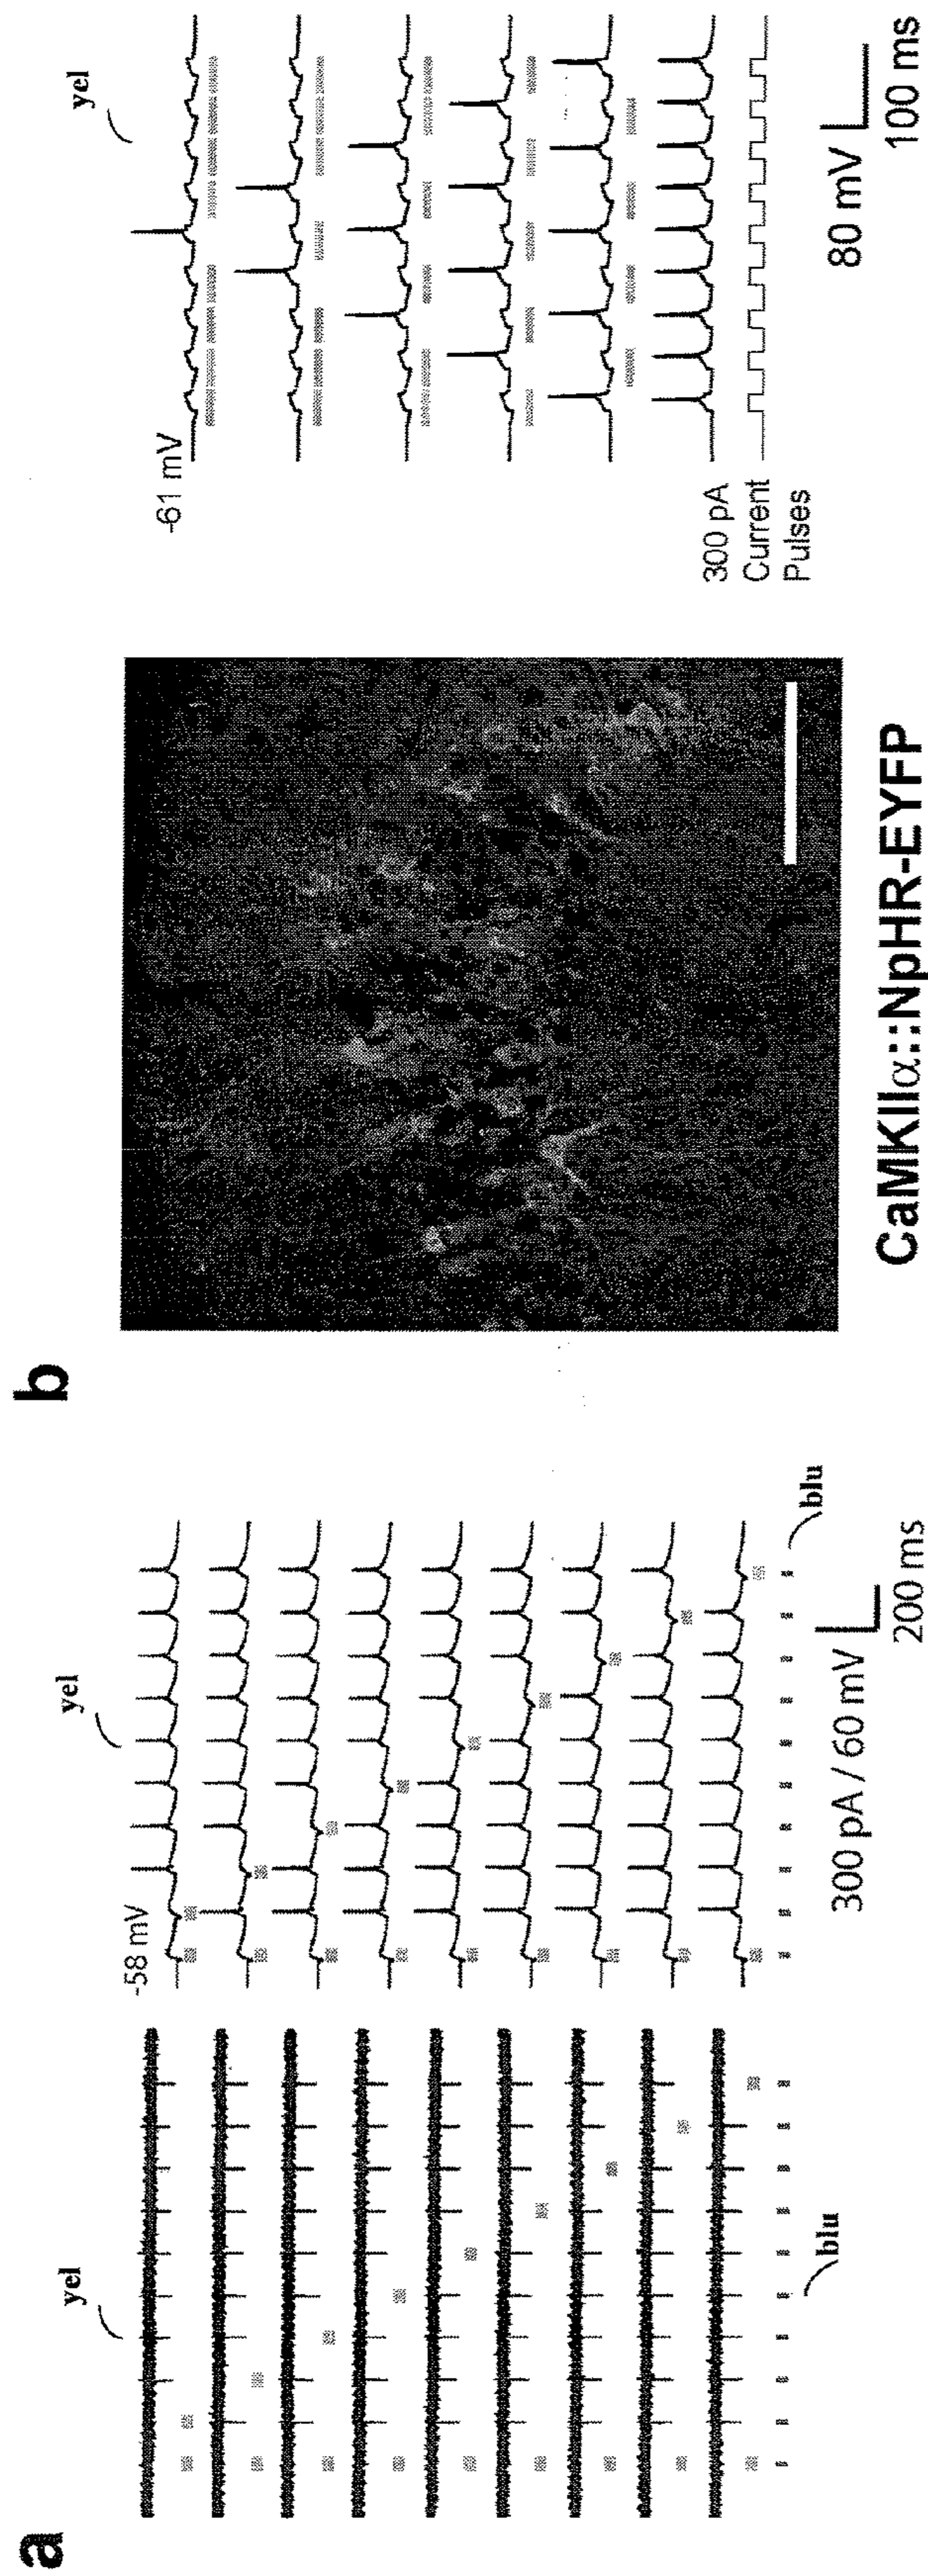 a
yel
blu
-58 mV
yel
blu
300 pA / 60 mV
200 ms
b
CaMKIIα::NpHR-EYFP
-61 mV
yel
300 pA
Current
Pulses
80 mV
100 ms